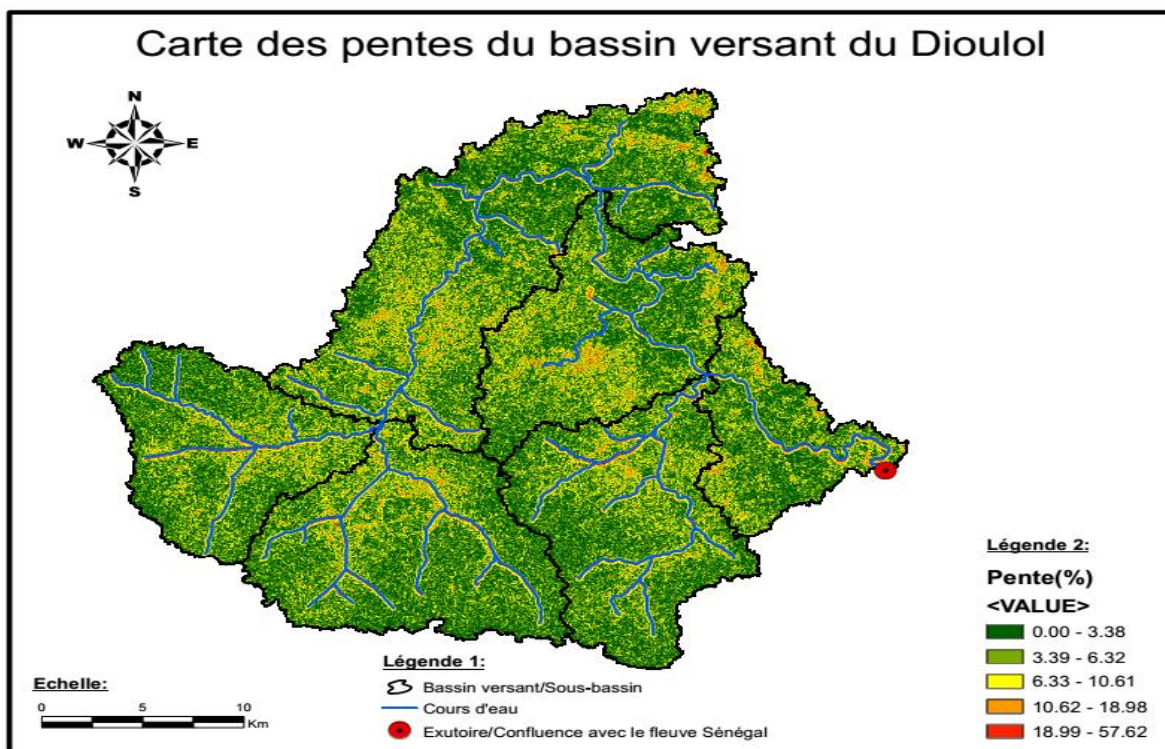 Carte des pentes du bassin versant du Dioulol
N
W E
S
Echelle:
0 5 10
Km
Légende 1:
Bassin versant/Sous-bassin
Cours d'eau
Exutoire/Confluence avec le fleuve Sénégal
Légende 2:
Pente(%)
<VALUE>
0.00 - 3.38
3.39 - 6.32
6.33 - 10.61
10.62 - 18.98
18.99 - 57.62